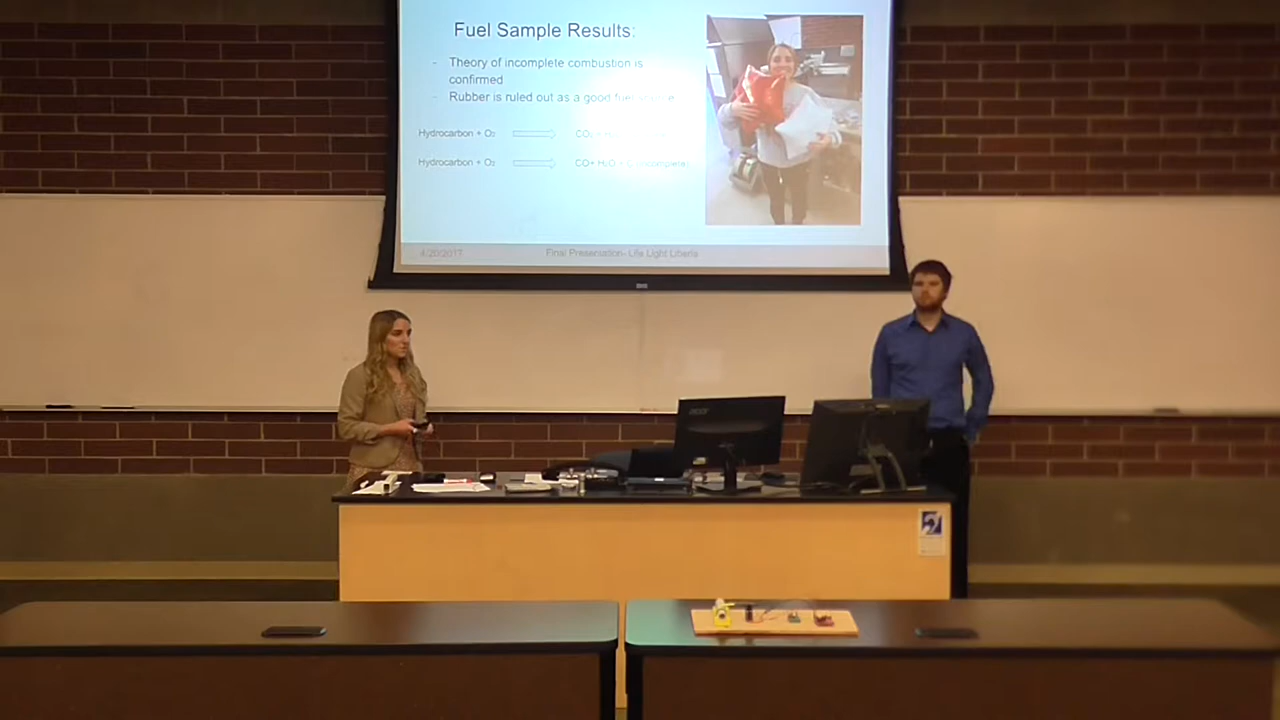 Fuel Sample Results:
- Theory of incomplete combustion is
confirmed
- Rubber is ruled out as a good fuel
Hydrocarbon + O₂
Hydrocarbon + O₂ CO+ H₂O + C
4/20/2017 Final Presentation- Life Light Liberia